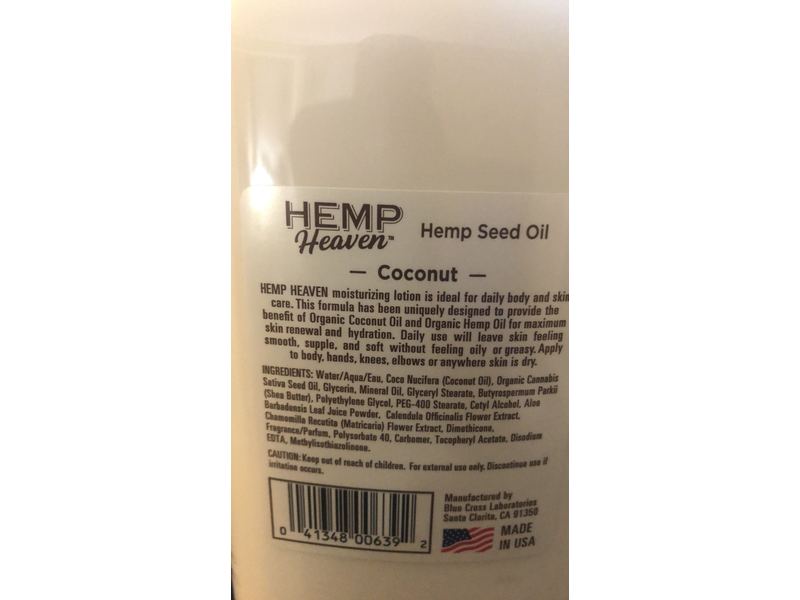 HEMP
Heaven™
Hemp Seed Oil
— Coconut —
HEMP HEAVEN moisturizing lotion is ideal for daily body and skin
care. This formula has been uniquely designed to provide the
benefit of Organic Coconut Oil and Organic Hemp Oil for maximum
skin renewal and hydration. Daily use will leave skin feeling
smooth, supple, and soft without feeling oily or greasy. Apply
to body, hands, knees, elbows or anywhere skin is dry.
INGREDIENTS: Water/Aqua/Eau, Coco Nucifera (Coconut Oil), Organic Cannabis
Sativa Seed Oil, Glycerin, Mineral Oil, Glyceryl Stearate, Butyrospermum Parkii
(Shea Butter), Polyethylene Glycol, PEG-400 Stearate, Cetyl Alcohol, Aloe
Barbadensis Leaf Juice Powder, Calendula Officinalis Flower Extract,
Chamomilla Recutita (Matricaria) Flower Extract, Dimethicone,
Fragrance/Parfum, Polysorbate 40, Carbomer, Tocopheryl Acetate, Disodium
EDTA, Methylisothiazolinone.
CAUTION: Keep out of reach of children. For external use only. Discontinue use if
irritation occurs.
0 41348 00639 2
Manufactured by
Blue Cross Laboratories
Santa Clarita, CA 91350
MADE
IN USA